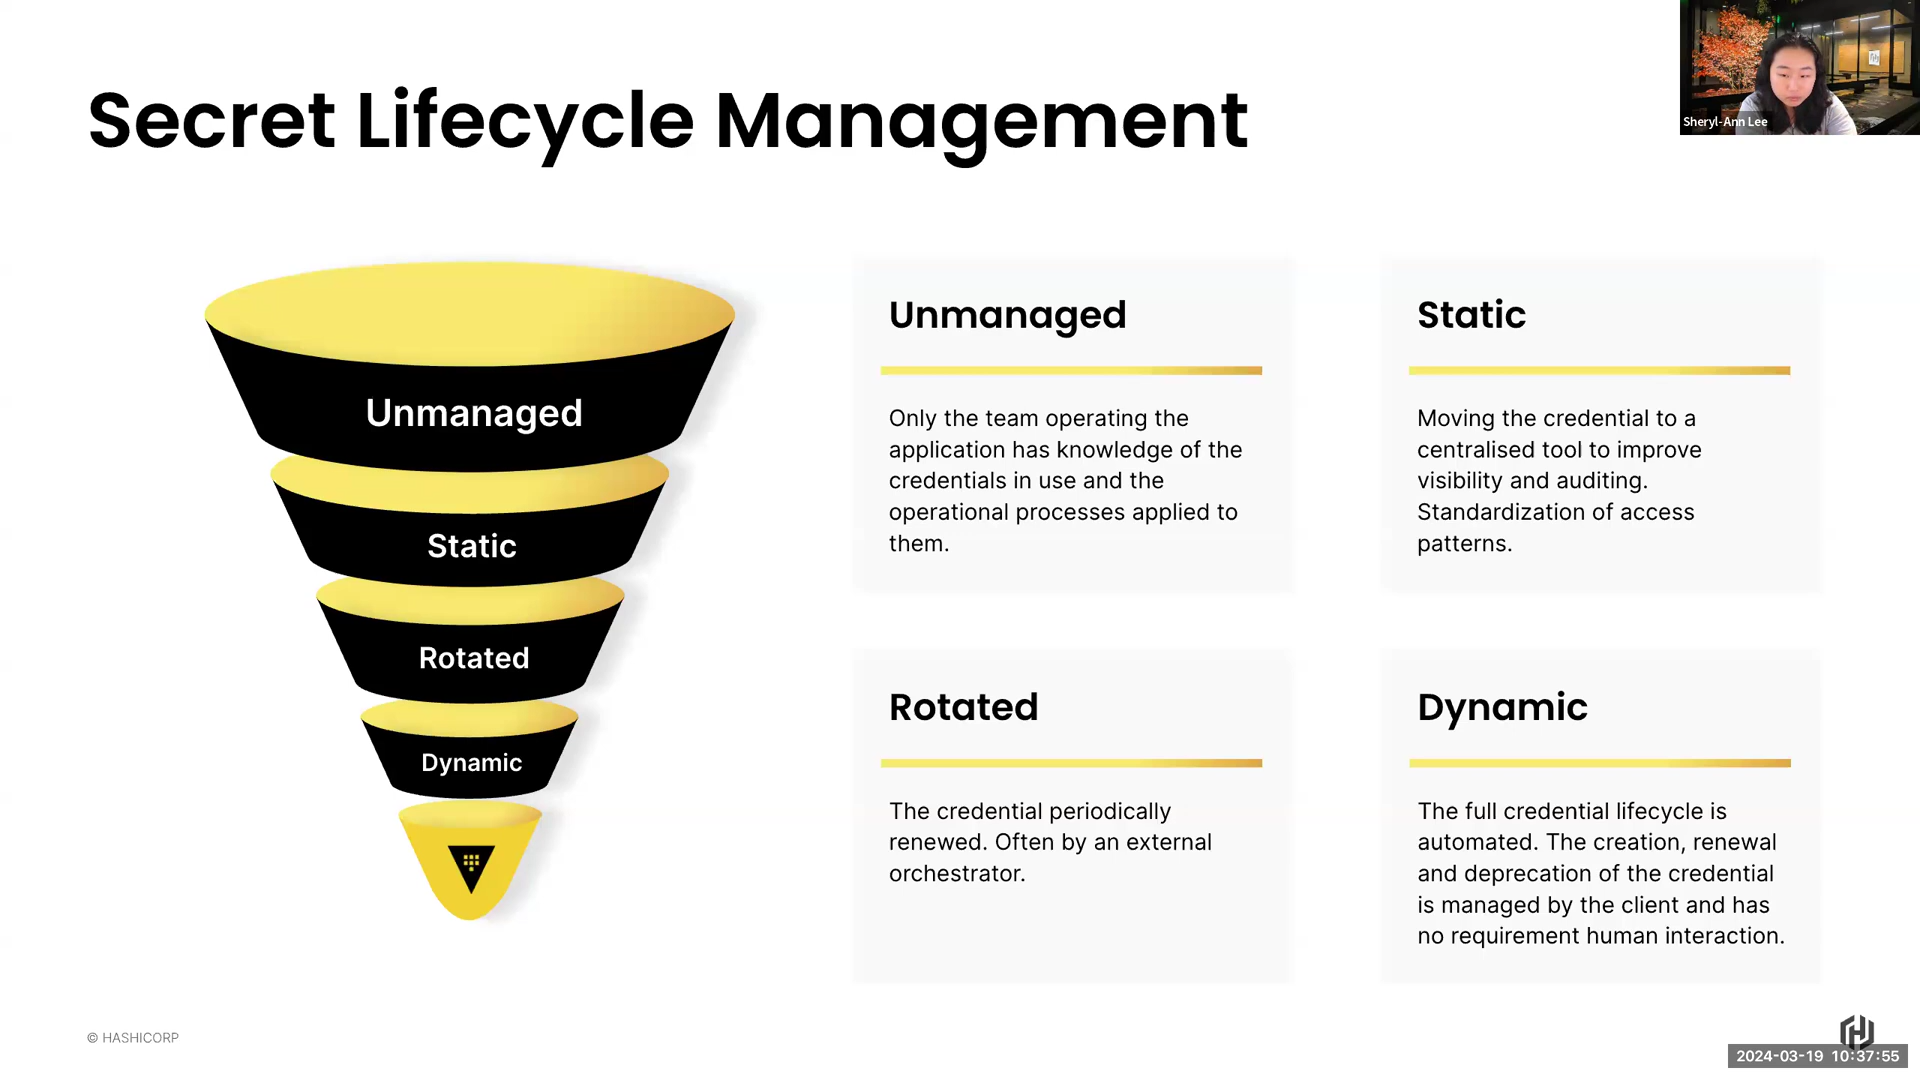 Secret Lifecycle Management
Sheryl-Ann Lee
Unmanaged
Static
Rotated
Dynamic
Unmanaged
Only the team operating the
application has knowledge of the
credentials in use and the
operational processes applied to
them.
Static
Moving the credential to a
centralised tool to improve
visibility and auditing.
Standardization of access
patterns.
Rotated
The credential periodically
renewed. Often by an external
orchestrator.
Dynamic
The full credential lifecycle is
automated. The creation, renewal
and deprecation of the credential
is managed by the client and has
no requirement human interaction.
© HASHICORP
2024-03-19 10:37:55